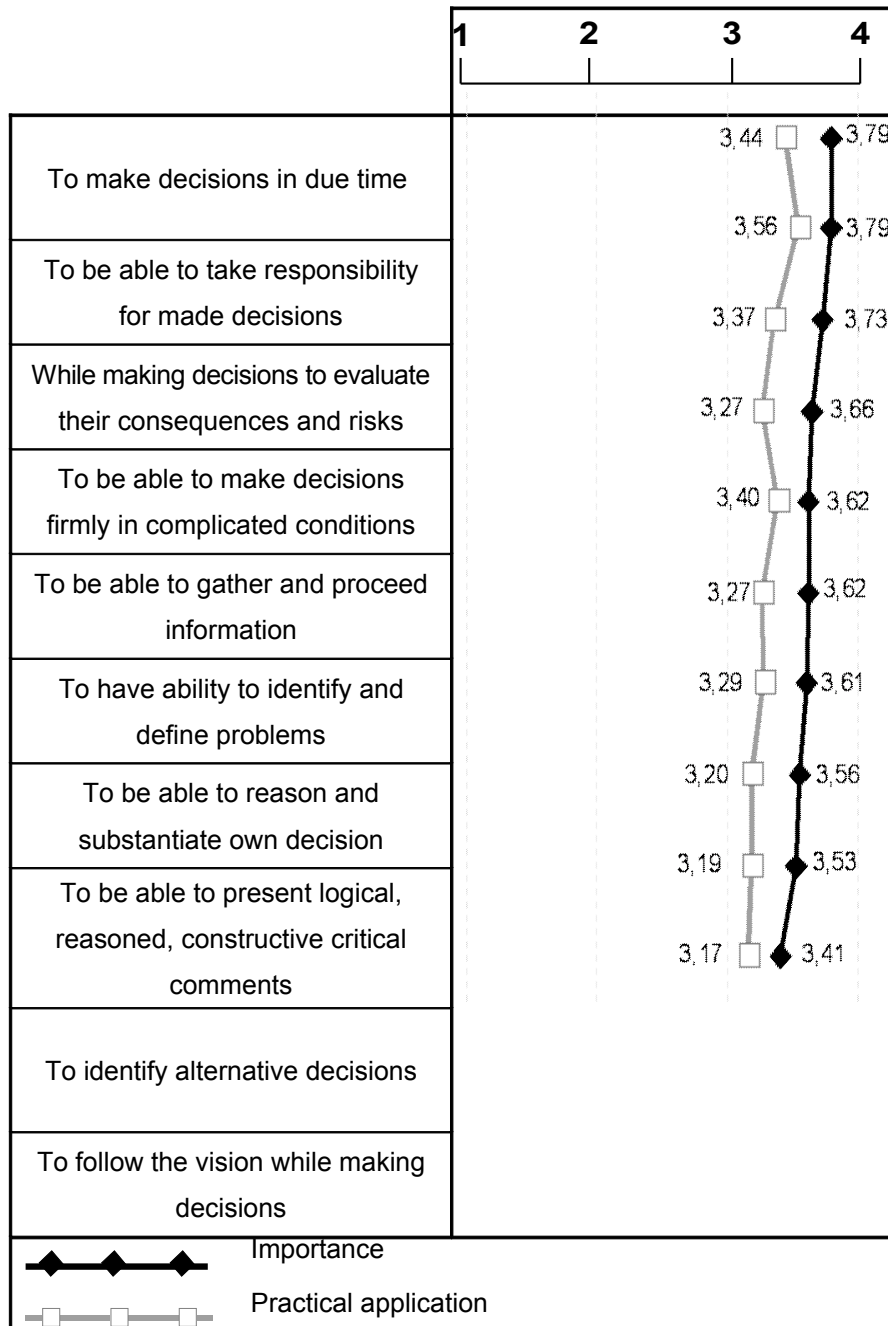 1 2 3 4
To make decisions in due time
3,44 3,79
3,56 3,79
To be able to take responsibility
for made decisions
3,37 3,73
While making decisions to evaluate
their consequences and risks
3,27 3,66
To be able to make decisions
firmly in complicated conditions
3,40 3,62
To be able to gather and proceed
information
3,27 3,62
To have ability to identify and
define problems
3,29 3,61
To be able to reason and
substantiate own decision
3,20 3,56
3,19 3,53
To be able to present logical,
reasoned, constructive critical
comments
3,17 3,41
To identify alternative decisions
To follow the vision while making
decisions
Importance
Practical application